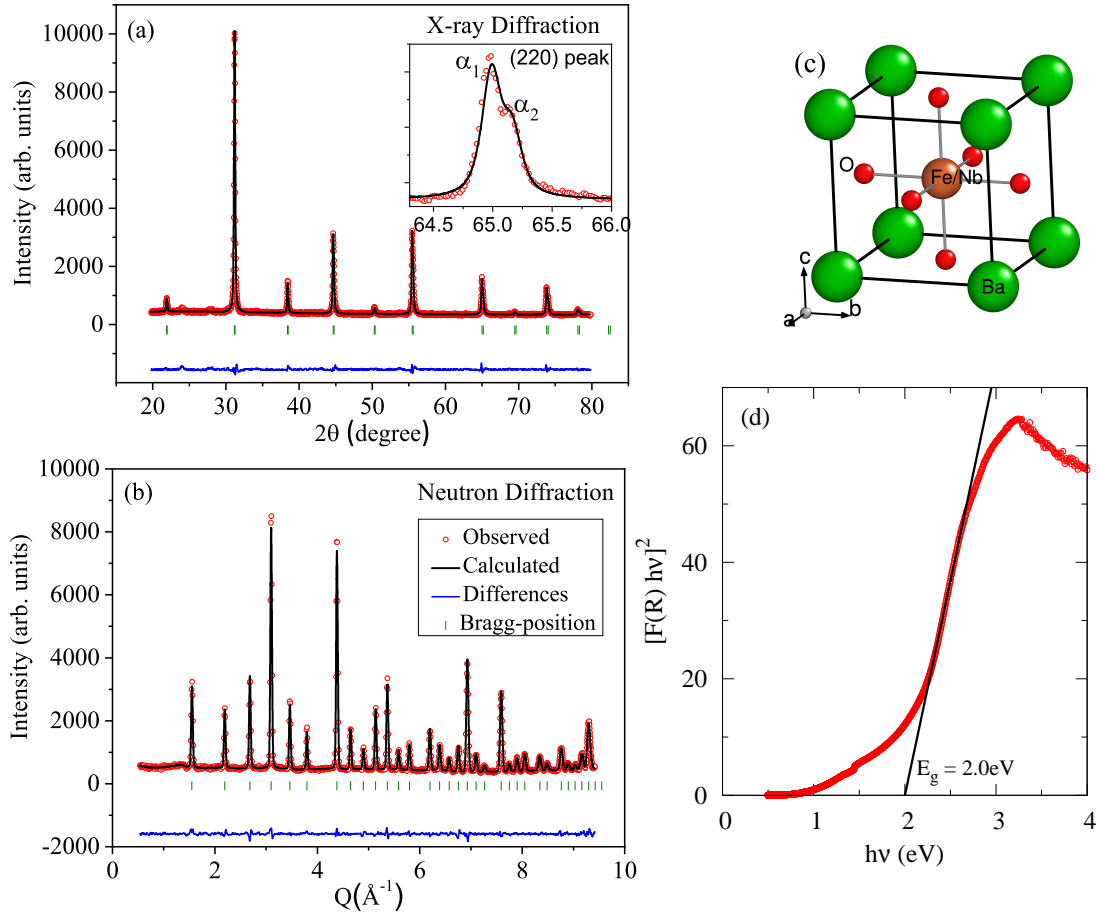 (a)
X-ray Diffraction
10000
8000
6000
4000
2000
0
Intensity (arb. units)
20 30 40 50 60 70 80
2θ (degree)
(220) peak
α1
α2
64.5 65.0 65.5 66.0
(b)
Neutron Diffraction
10000
8000
6000
4000
2000
0
-2000
Intensity (arb. units)
Observed
Calculated
Differences
Bragg-position
0 2 4 6 8 10
Q(Å-1)
(c)
O
Fe/Nb
Ba
c
b
a
(d)
60
40
20
0
[F(R) hν]2
Eg = 2.0eV
0 1 2 3 4
hν (eV)